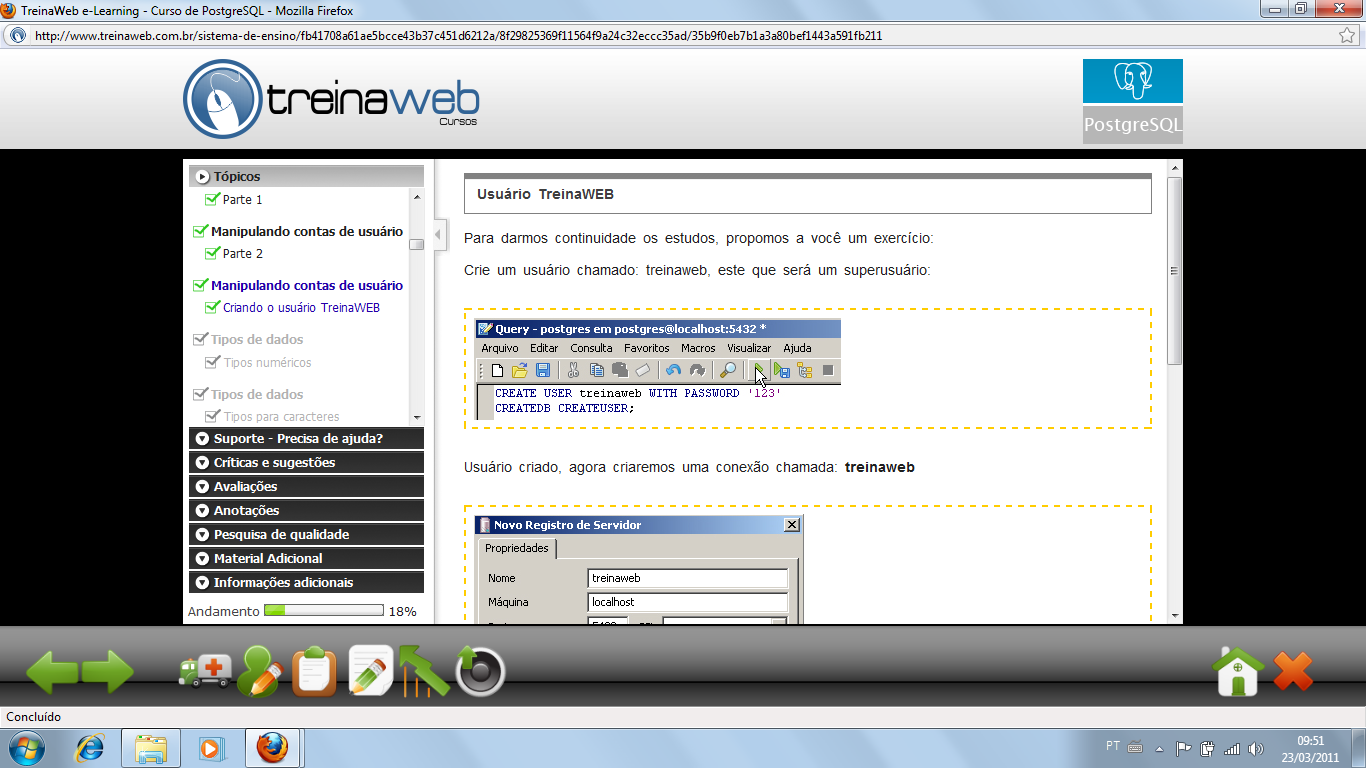 TreinaWeb e-Learning - Curso de PostgreSQL - Mozilla Firefox
http://www.treinaweb.com.br/sistema-de-ensino/fb41708a61ae5bcce43b37c451d6212a/8f29825369f11564f9a24c32eccc35ad/35b9f0eb7b1a3a80bef1443a591fb211
treinaweb
Cursos
PostgreSQL
Tópicos
Parte 1
Manipulando contas de usuário
Parte 2
Manipulando contas de usuário
Criando o usuário TreinaWEB
Tipos de dados
Tipos numéricos
Tipos de dados
Tipos para caracteres
Suporte - Precisa de ajuda?
Críticas e sugestões
Avaliações
Anotações
Pesquisa de qualidade
Material Adicional
Informações adicionais
Andamento 18%
Usuário TreinaWEB
Para darmos continuidade os estudos, propomos a você um exercício:
Crie um usuário chamado: treinaweb, este que será um superusuário:
Query - postgres em postgres@localhost:5432 *
Arquivo Editar Consulta Favoritos Macros Visualizar Ajuda
CREATE USER treinaweb WITH PASSWORD '123'
CREATEDB CREATEUSER;
Usuário criado, agora criaremos uma conexão chamada: treinaweb
Novo Registro de Servidor
Propriedades
Nome treinaweb
Máquina localhost
Concluído
PT
09:51
23/03/2011